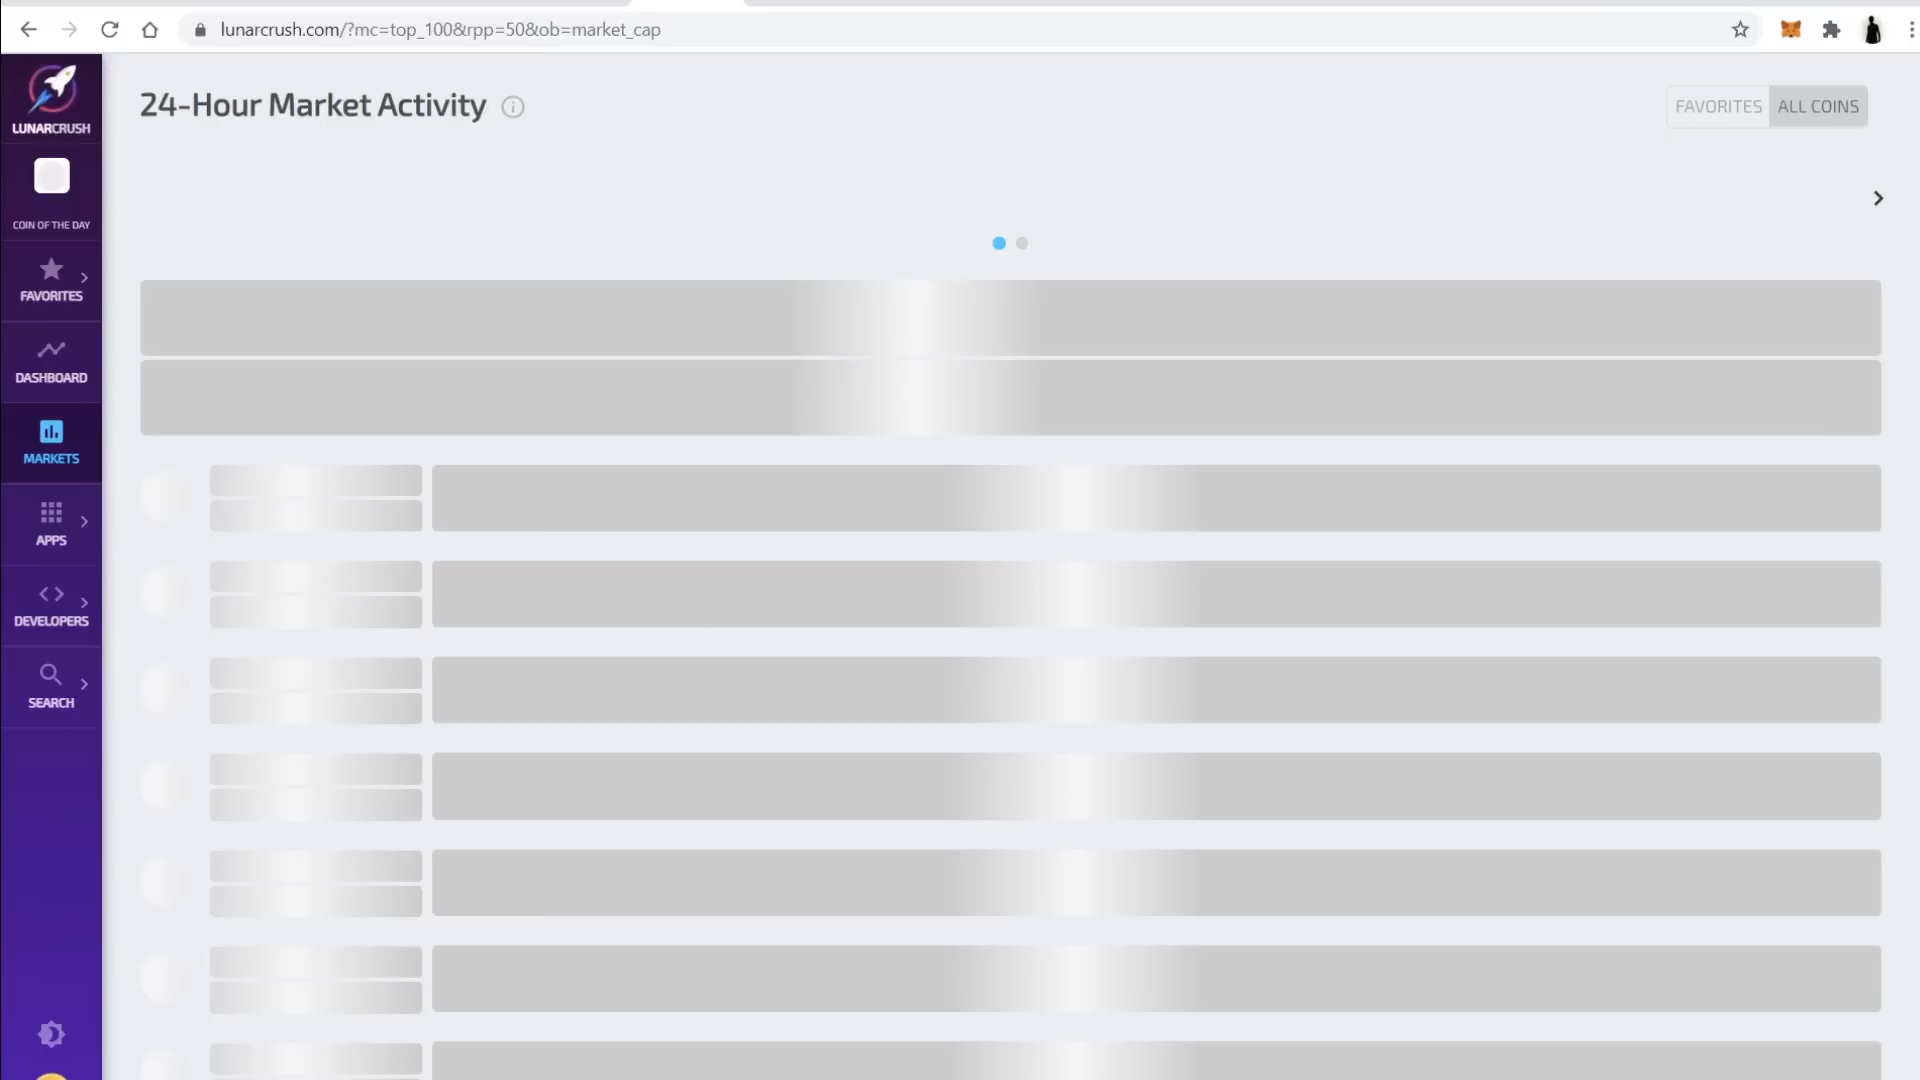 lunarcrush.com/?mc=top_100&rpp=50&ob=market_cap
LUNARCRUSH
24-Hour Market Activity
FAVORITES
ALL COINS
COIN OF THE DAY
FAVORITES
DASHBOARD
MARKETS
APPS
DEVELOPERS
SEARCH